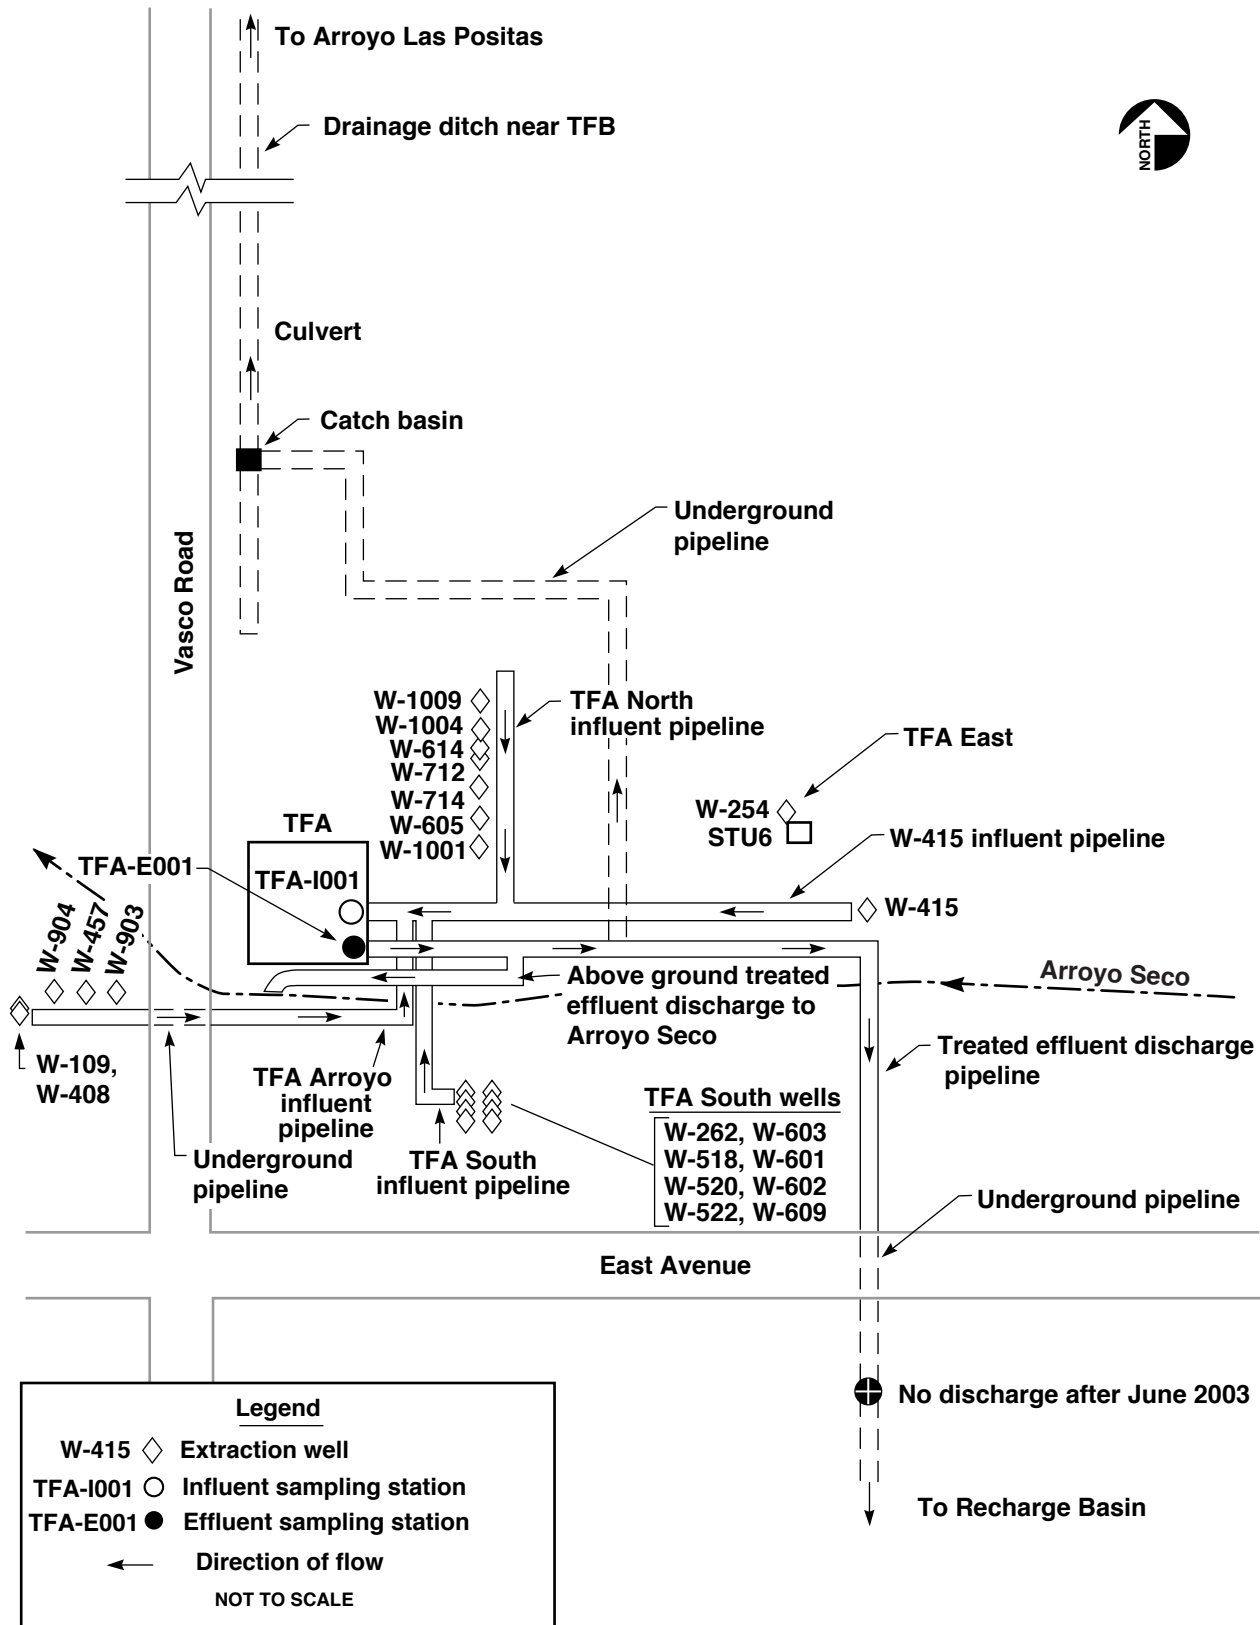 To Arroyo Las Positas
Drainage ditch near TFB
NORTH
Culvert
Catch basin
Underground
pipeline
Vasco Road
W-1009
W-1004
W-614
W-712
W-714
W-605
W-1001
TFA North
influent pipeline
TFA East
W-254
STU6
TFA
W-415 influent pipeline
TFA-E001
TFA-I001
W-415
W-904
W-457
W-903
Above ground treated
effluent discharge to
Arroyo Seco
Arroyo Seco
W-109,
W-408
TFA Arroyo
influent
pipeline
Treated effluent discharge
pipeline
Underground
pipeline
TFA South
influent pipeline
TFA South wells
W-262, W-603
W-518, W-601
W-520, W-602
W-522, W-609
Underground pipeline
East Avenue
No discharge after June 2003
To Recharge Basin
Legend
W-415 Extraction well
TFA-I001 Influent sampling station
TFA-E001 Effluent sampling station
Direction of flow
NOT TO SCALE